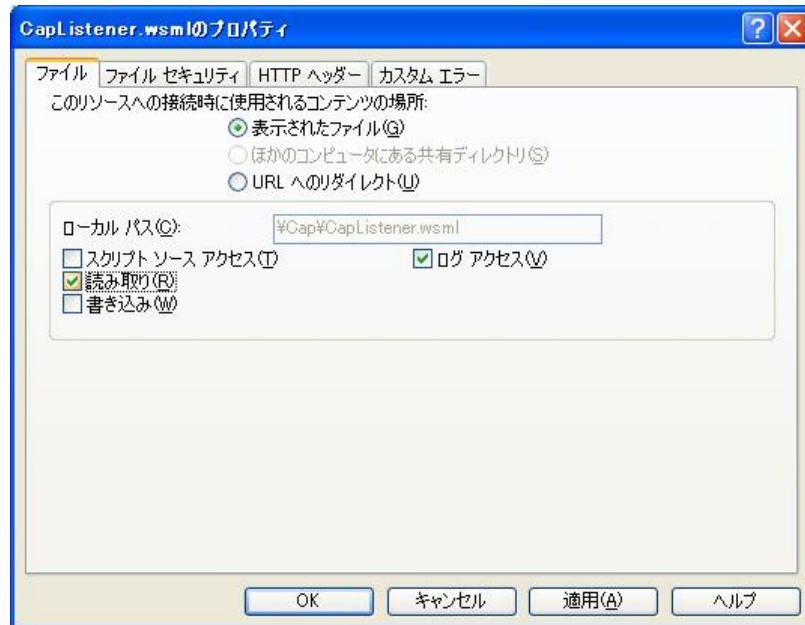 CapListener.wsmlのプロパティ
ファイル ファイル セキュリティ HTTP ヘッダー カスタム エラー
このリソースへの接続時に使用されるコンテンツの場所:
表示されたファイル(G)
ほかのコンピュータにある共有ディレクトリ(S)
URL へのリダイレクト(U)
ローカル パス(C): ¥Cap¥CapListener.wsml
スクリプト ソース アクセス(T) ログ アクセス(V)
読み取り(R)
書き込み(W)
OK キャンセル 適用(A) ヘルプ